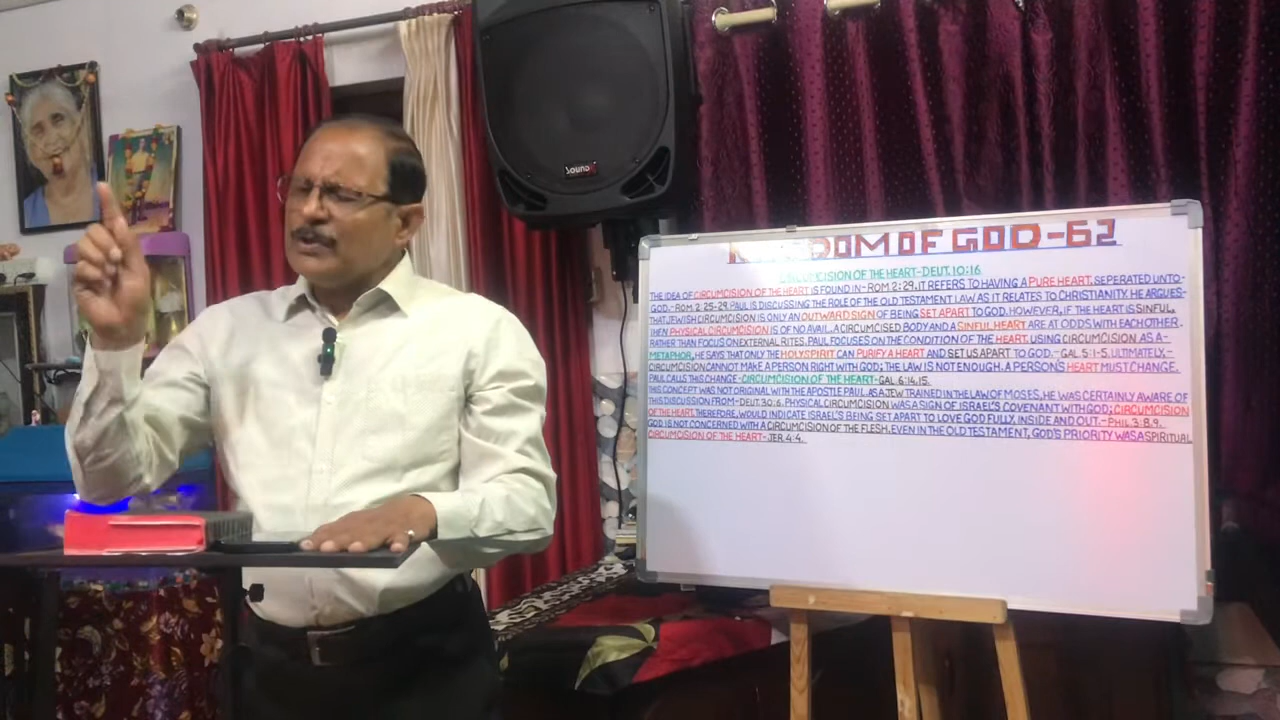 Sound
KINGDOM OF GOD-62
CIRCUMCISION OF THE HEART-DEUT.10:16
THE IDEA OF CIRCUMCISION OF THE HEART IS FOUND IN-ROM 2:29. IT REFERS TO HAVING A PURE HEART, SEPERATED UNTO-
GOD.-ROM 2:25-29. PAUL IS DISCUSSING THE ROLE OF THE OLD TESTAMENT LAW AS IT RELATES TO CHRISTIANITY. HE ARGUES-
THAT JEWISH CIRCUMCISION IS ONLY AN OUTWARD SIGN OF BEING SET APART TO GOD. HOWEVER, IF THE HEART IS SINFUL,
THEN PHYSICAL CIRCUMCISION IS OF NO AVAIL. A CIRCUMCISED BODY AND A SINFUL HEART ARE AT ODDS WITH EACH OTHER.
RATHER THAN FOCUS ON EXTERNAL RITES, PAUL FOCUSES ON THE CONDITION OF THE HEART. USING CIRCUMCISION AS A-
METAPHOR, HE SAYS THAT ONLY THE HOLY SPIRIT CAN PURIFY A HEART AND SET US APART TO GOD.-GAL 5:1-5. ULTIMATELY,-
CIRCUMCISION CANNOT MAKE A PERSON RIGHT WITH GOD; THE LAW IS NOT ENOUGH. A PERSON'S HEART MUST CHANGE.
PAUL CALLS THIS CHANGE-CIRCUMCISION OF THE HEART-GAL.6:14,15.
THIS CONCEPT WAS NOT ORIGINAL WITH THE APOSTLE PAUL. AS A JEW TRAINED IN THE LAW OF MOSES, HE WAS CERTAINLY AWARE OF
THIS DISCUSSION FROM-DEUT.30:6. PHYSICAL CIRCUMCISION WAS A SIGN OF ISRAEL'S COVENANT WITH GOD; CIRCUMCISION
OF THE HEART, THEREFORE, WOULD INDICATE ISRAEL'S BEING SET APART TO LOVE GOD FULLY, INSIDE AND OUT.-PHIL 3:8,9.
GOD IS NOT CONCERNED WITH A CIRCUMCISION OF THE FLESH. EVEN IN THE OLD TESTAMENT, GOD'S PRIORITY WAS A SPIRITUAL
CIRCUMCISION OF THE HEART-JER 4:4.